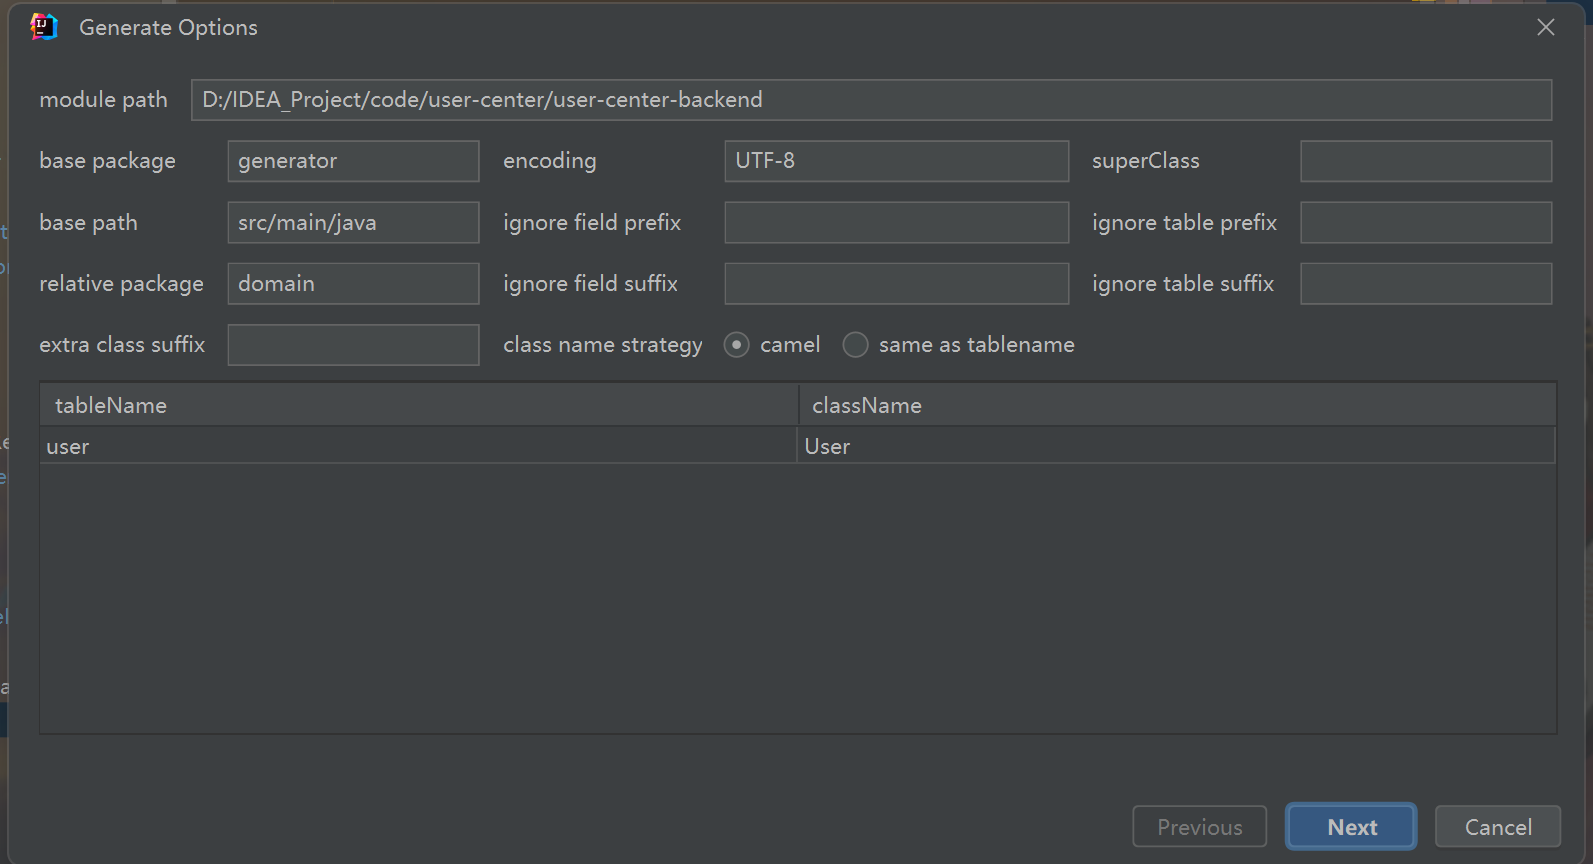 Generate Options
module path D:/IDEA_Project/code/user-center/user-center-backend
base package generator encoding UTF-8 superClass
base path src/main/java ignore field prefix ignore table prefix
relative package domain ignore field suffix ignore table suffix
extra class suffix class name strategy camel same as tablename
tableName className
user User
Previous Next Cancel